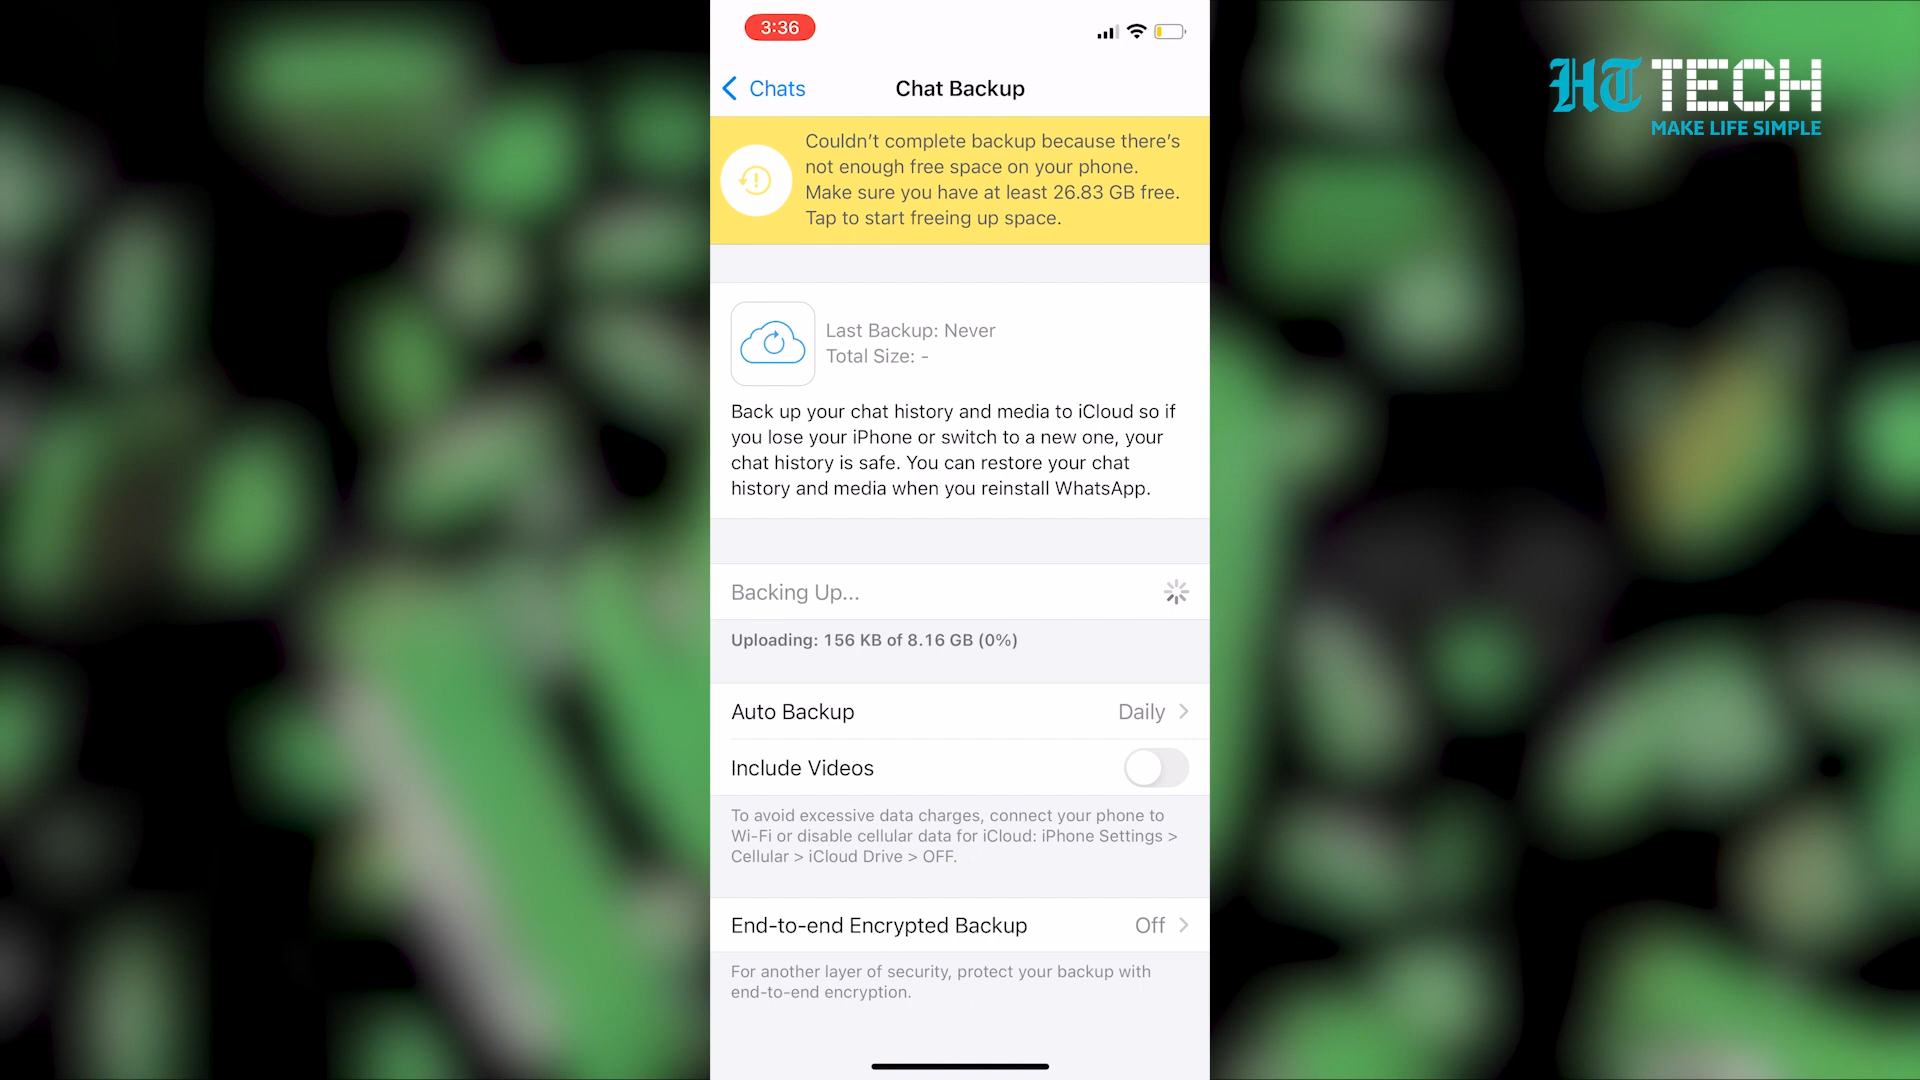 3:36
Chats
Chat Backup
Couldn't complete backup because there's
not enough free space on your phone.
Make sure you have at least 26.83 GB free.
Tap to start freeing up space.
Last Backup: Never
Total Size: -
Back up your chat history and media to iCloud so if
you lose your iPhone or switch to a new one, your
chat history is safe. You can restore your chat
history and media when you reinstall WhatsApp.
Backing Up...
Uploading: 156 KB of 8.16 GB (0%)
Auto Backup Daily
Include Videos
To avoid excessive data charges, connect your phone to
Wi-Fi or disable cellular data for iCloud: iPhone Settings >
Cellular > iCloud Drive > OFF.
End-to-end Encrypted Backup Off
For another layer of security, protect your backup with
end-to-end encryption.
HT TECH
MAKE LIFE SIMPLE